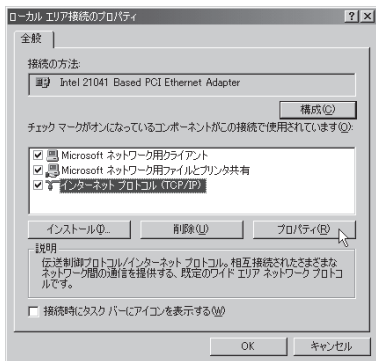 ローカル エリア接続のプロパティ
全般
接続の方法:
Intel 21041 Based PCI Ethernet Adapter
構成(C)
チェック マークがオンになっているコンポーネントがこの接続で使用されています(O):
Microsoft ネットワーク用クライアント
Microsoft ネットワーク用ファイルとプリンタ共有
インターネット プロトコル (TCP/IP)
インストール(I)... 削除(U) プロパティ(R)
説明
伝送制御プロトコル/インターネット プロトコル。相互接続されたさまざまな
ネットワーク間の通信を提供する、既定のワイド エリア ネットワーク プロトコ
ルです。
接続時にタスク バーにアイコンを表示する(W)
OK キャンセル